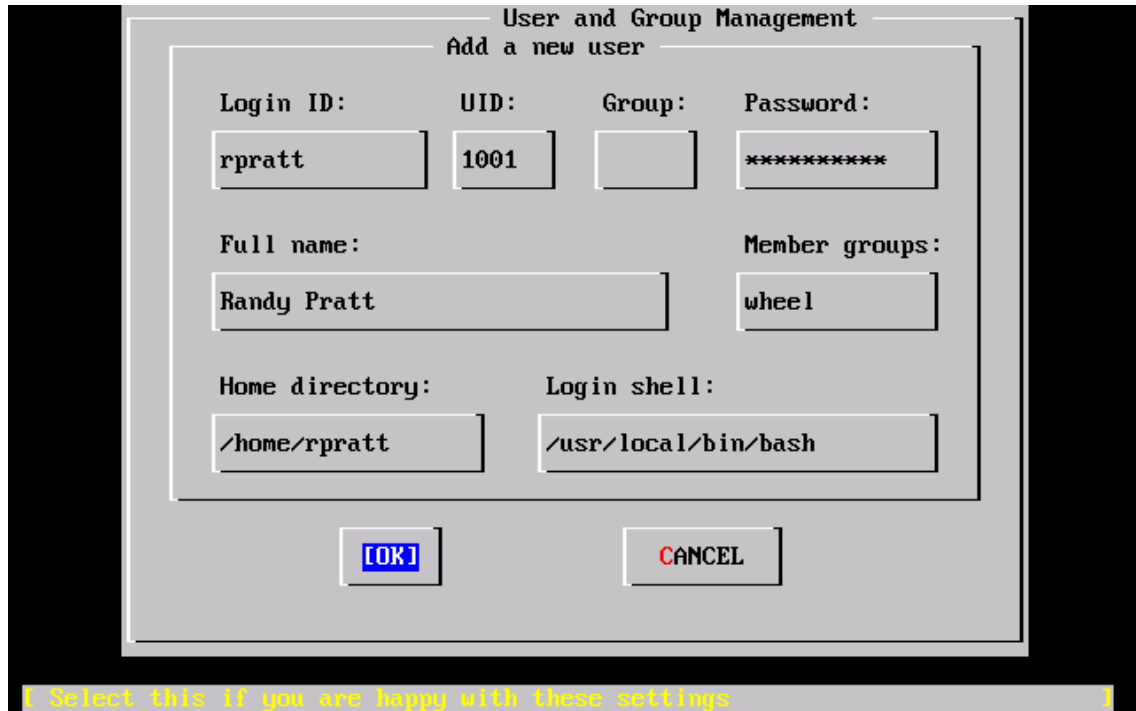 User and Group Management
Add a new user
Login ID: UID: Group: Password:
rpratt 1001 **********
Full name: Member groups:
Randy Pratt wheel
Home directory: Login shell:
/home/rpratt /usr/local/bin/bash
[OK] CANCEL
[ Select this if you are happy with these settings ]